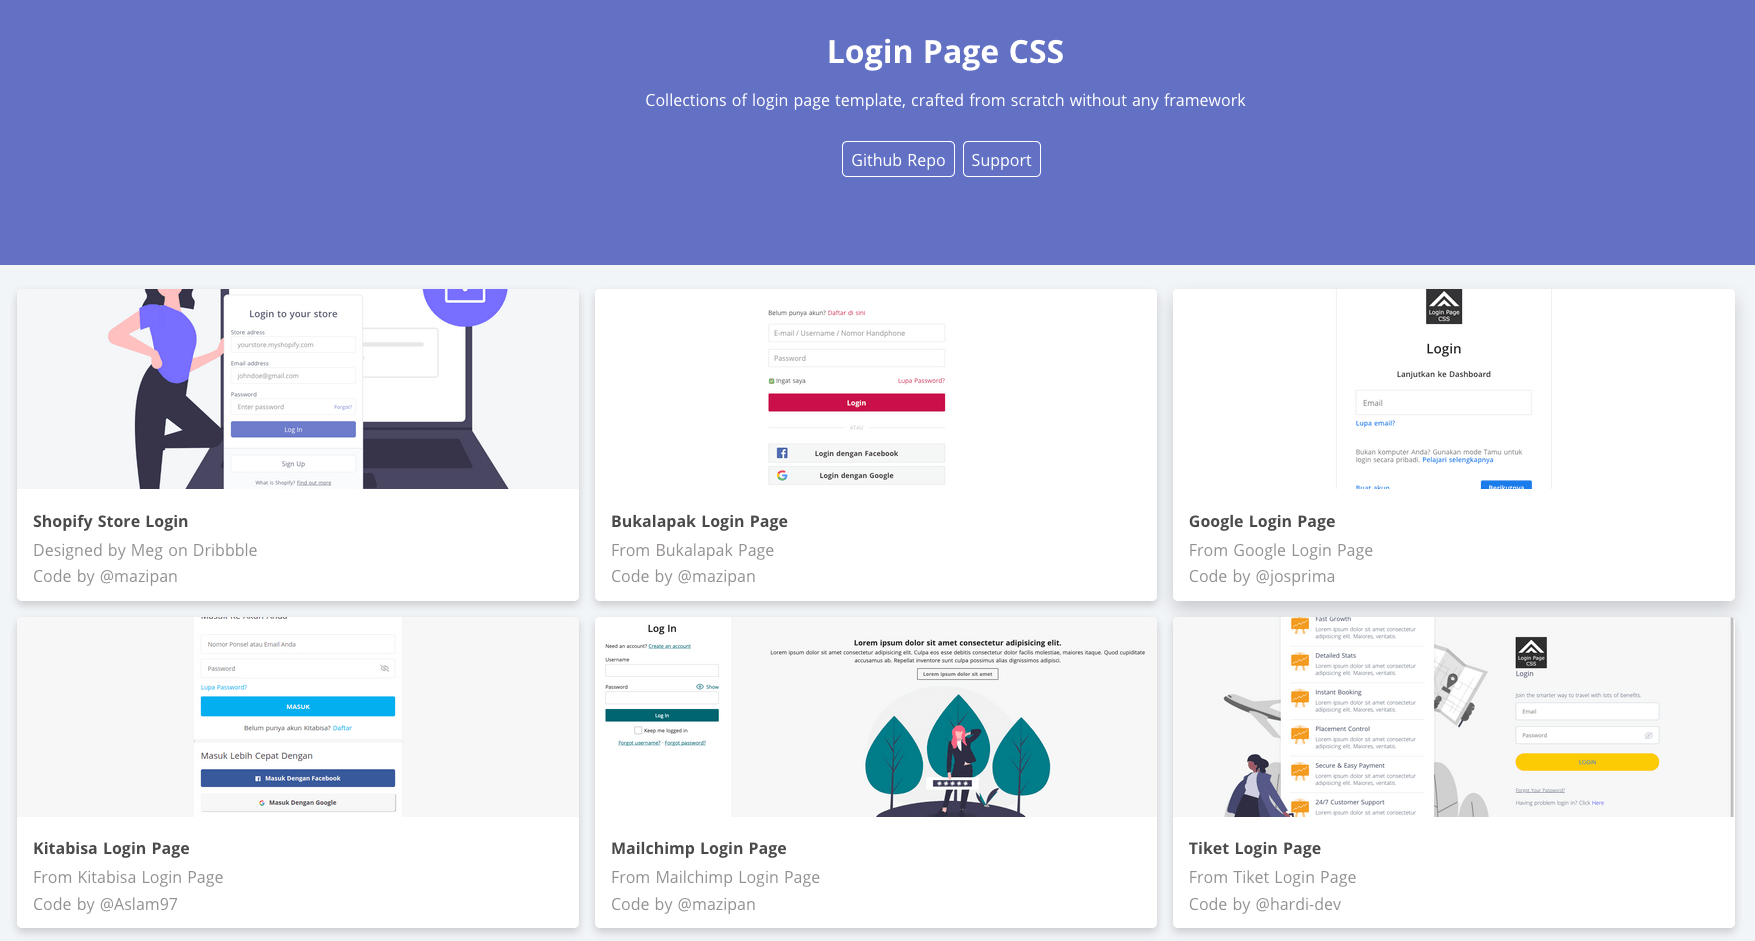 Login Page CSS
Collections of login page template, crafted from scratch without any framework
Github Repo
Support
Login to your store
Store adress
yourstore.myshopify.com
Email address
johndoe@gmail.com
Password
Enter password
Forgot?
Log In
Sign Up
What is Shopify? Find out more
Shopify Store Login
Designed by Meg on Dribbble
Code by @mazipan
Belum punya akun? Daftar di sini
E-mail / Username / Nomor Handphone
Password
Ingat saya
Lupa Password?
Login
ATAU
Login dengan Facebook
Login dengan Google
Bukalapak Login Page
From Bukalapak Page
Code by @mazipan
Login Page
CSS
Login
Lanjutkan ke Dashboard
Email
Lupa email?
Bukan komputer Anda? Gunakan mode Tamu untuk
login secara pribadi. Pelajari selengkapnya
Buat akun
Berikutnya
Google Login Page
From Google Login Page
Code by @josprima
Masuk Ke Akun Anda
Nomor Ponsel atau Email Anda
Password
Lupa Password?
MASUK
Belum punya akun Kitabisa? Daftar
Masuk Lebih Cepat Dengan
Masuk Dengan Facebook
Masuk Dengan Google
Kitabisa Login Page
From Kitabisa Login Page
Code by @Aslam97
Log In
Need an account? Create an account
Username
Password
Show
Log In
Keep me logged in
Forgot username? - Forgot password?
Lorem ipsum dolor sit amet consectetur adipisicing elit.
Lorem ipsum dolor sit amet consectetur adipisicing elit. Culpa eos esse debitis consectetur dolor facilis molestiae, maiores itaque. Quod cupiditate
accusamus ab. Repellat inventore sunt culpa possimus alias dignissimos adipisci.
Lorem ipsum dolor sit amet
Mailchimp Login Page
From Mailchimp Login Page
Code by @mazipan
Fast Growth
Lorem ipsum dolor sit amet consectetur
adipisicing elit. Maiores, veritatis.
Detailed Stats
Lorem ipsum dolor sit amet consectetur
adipisicing elit. Maiores, veritatis.
Instant Booking
Lorem ipsum dolor sit amet consectetur
adipisicing elit. Maiores, veritatis.
Placement Control
Lorem ipsum dolor sit amet consectetur
adipisicing elit. Maiores, veritatis.
Secure & Easy Payment
Lorem ipsum dolor sit amet consectetur
adipisicing elit. Maiores, veritatis.
24/7 Customer Support
Lorem ipsum dolor sit amet consectetur
adipisicing elit. Maiores, veritatis.
Login Page
CSS
Login
Join the smarter way to travel with lots of benefits.
Email
Password
LOGIN
Forgot Your Password?
Having problem login in? Click Here
Tiket Login Page
From Tiket Login Page
Code by @hardi-dev